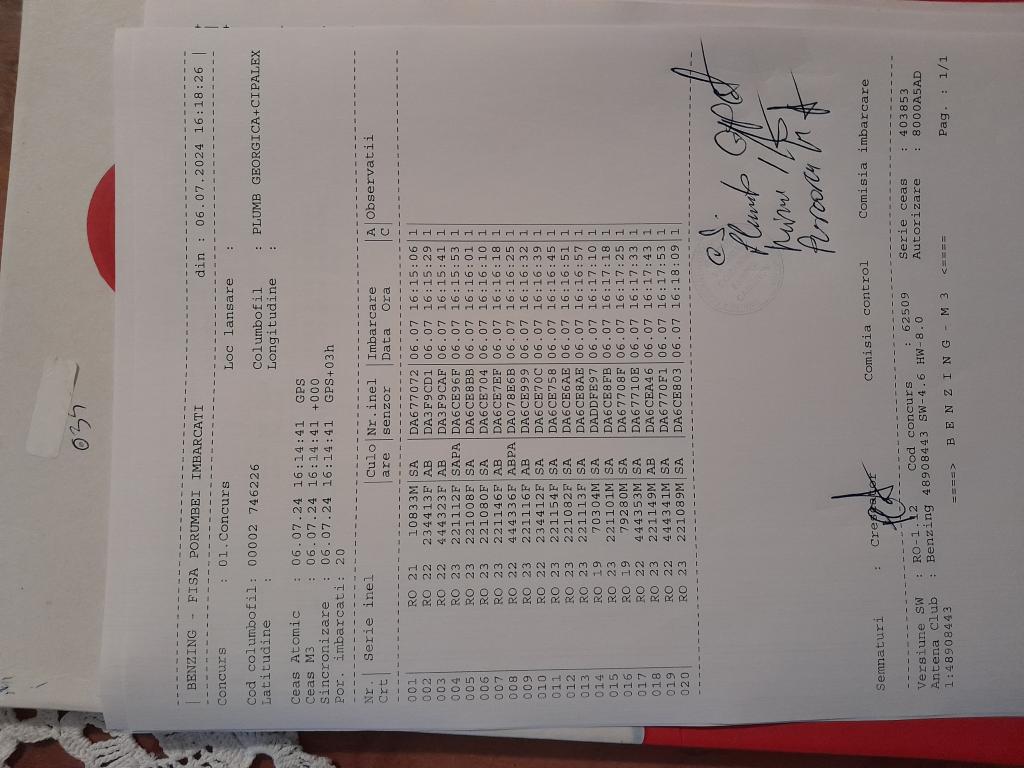 034
| BENZING - FISA PORUMBEI IMBARCATI din : 06.07.2024 16:18:26 |
Concurs : 01.Concurs Loc lansare :
Cod columbofil: 00002 746226 Columbofil : PLUMB GEORGICA+CIPALEX
Latitudine : Longitudine :
Ceas Atomic : 06.07.24 16:14:41 GPS
Ceas M3 : 06.07.24 16:14:41 +000
Sincronizare : 06.07.24 16:14:41 GPS+03h
Por. imbarcati: 20
Nr.| Serie inel |Culo|Nr.inel |Imbarcare |A|Observatii
Crt| |are |senzor |Data Ora |C|
001| RO 21 10833M SA |DA677072|06.07 16:15:06|1|
002| RO 22 23441F AB |DA3F9CD1|06.07 16:15:29|1|
003| RO 22 444323F AB |DA3F9CAF|06.07 16:15:41|1|
004| RO 23 221112F SAPA|DA6CE96F|06.07 16:15:53|1|
005| RO 23 221008F SA |DA6CE8BB|06.07 16:16:01|1|
006| RO 23 221080F SA |DA6CE704|06.07 16:16:10|1|
007| RO 23 221146F AB |DA6CE7EF|06.07 16:16:18|1|
008| RO 22 444336F ABPA|DA078E6B|06.07 16:16:25|1|
009| RO 23 221116F AB |DA6CE999|06.07 16:16:32|1|
010| RO 22 23412F SA |DA6CE70C|06.07 16:16:39|1|
011| RO 23 221154F SA |DA6CE758|06.07 16:16:45|1|
012| RO 23 221082F SA |DA6CE6AE|06.07 16:16:51|1|
013| RO 23 221113F SA |DA6CE8AE|06.07 16:16:57|1|
014| RO 19 70304M SA |DADDFE97|06.07 16:17:10|1|
015| RO 23 221101M SA |DA6CE8FB|06.07 16:17:18|1|
016| RO 19 79280M SA |DA67708F|06.07 16:17:25|1|
017| RO 22 444353M SA |DA67710E|06.07 16:17:33|1|
018| RO 23 221149M AB |DA6CEA46|06.07 16:17:43|1|
019| RO 22 444341M SA |DA6770F1|06.07 16:17:53|1|
020| RO 23 221089M SA |DA6CE803|06.07 16:18:09|1|
Plumb
Semnaturi : Crescator Comisia control Comisia imbarcare
Versiune SW : RO-1.12 Cod concurs : 62509 Serie ceas : 403853
Antena Club : Benzing 48908443 SW-4.6 HW-8.0 Autorizare : 8000A5AD
1:48908443 ====> B E N Z I N G - M 3 <==== Pag. : 1/1